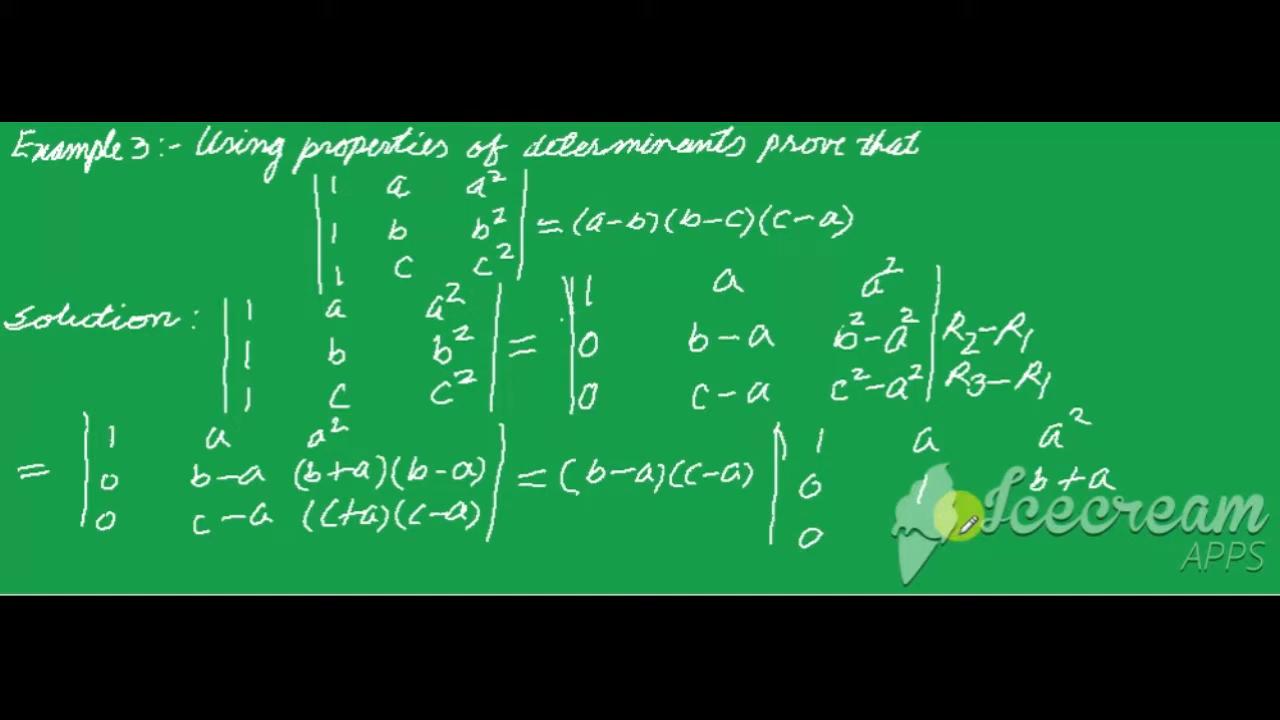 Example 3:- Using properties of determinants prove that
| 1 a a² |
| 1 b b² | = (a-b)(b-c)(c-a)
| 1 c c² |
Solution: | 1 a a² | = | 1 a a² |
| 1 b b² | = | 0 b-a b²-a² | R₂-R₁
| 1 c c² | | 0 c-a c²-a² | R₃-R₁
= | 1 a a² | = (b-a)(c-a) | 1 a a²
| 0 b-a (b+a)(b-a) | | 0 1 b+a
| 0 c-a (c+a)(c-a) | | 0
Icecream
APPS